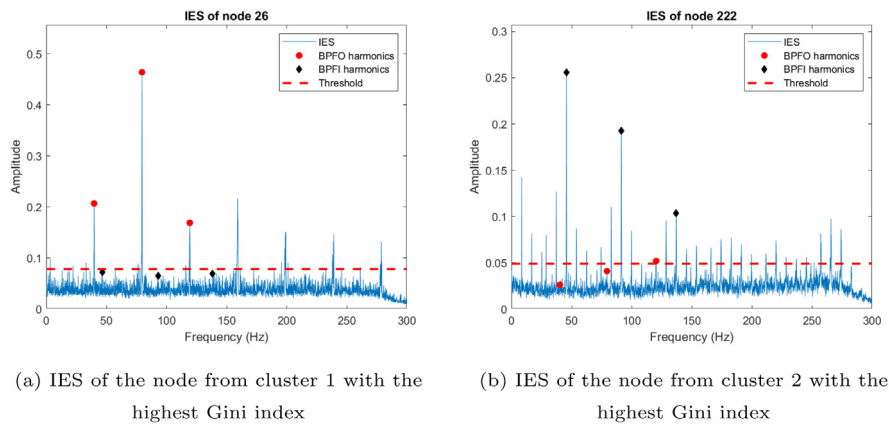 IES of node 26
IES
BPFO harmonics
BPFI harmonics
Threshold
Amplitude
0.5
0.4
0.3
0.2
0.1
0
0 50 100 150 200 250 300
Frequency (Hz)
(a) IES of the node from cluster 1 with the
highest Gini index
IES of node 222
IES
BPFO harmonics
BPFI harmonics
Threshold
Amplitude
0.3
0.25
0.2
0.15
0.1
0.05
0
0 50 100 150 200 250 300
Frequency (Hz)
(b) IES of the node from cluster 2 with the
highest Gini index